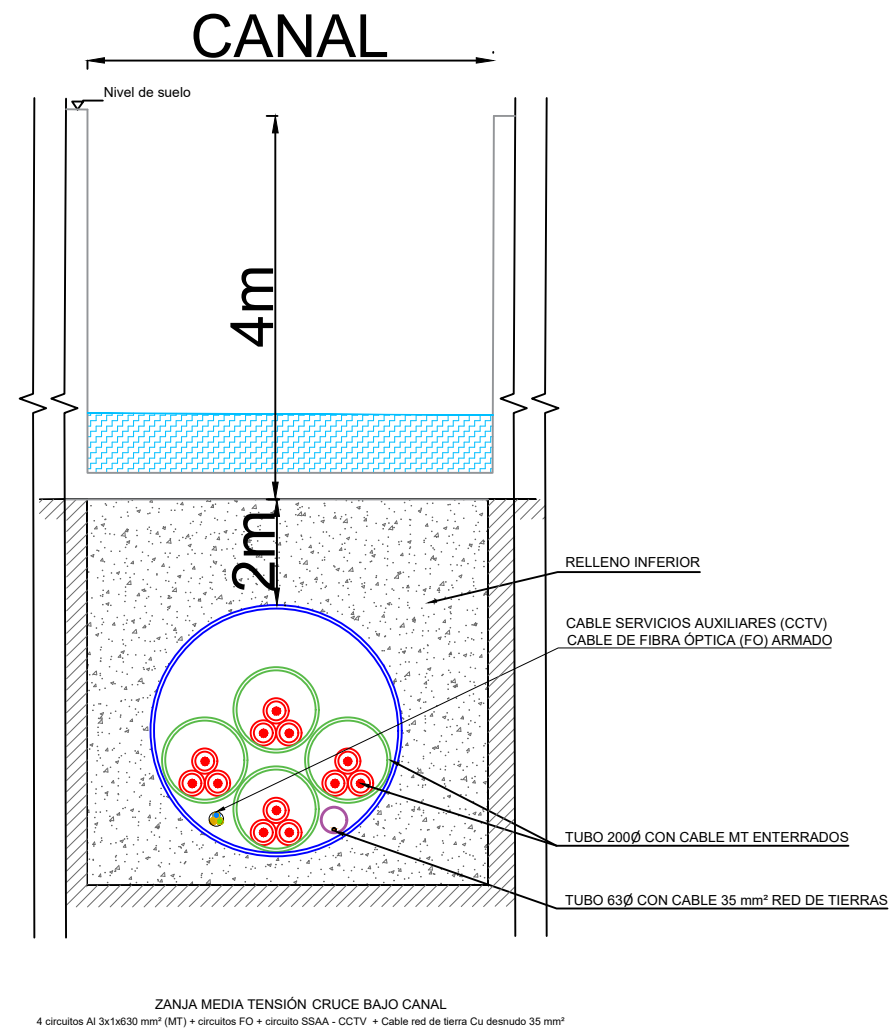 CANAL
Nivel de suelo
4m
2m
RELLENO INFERIOR
CABLE SERVICIOS AUXILIARES (CCTV)
CABLE DE FIBRA ÓPTICA (FO) ARMADO
TUBO 200Ø CON CABLE MT ENTERRADOS
TUBO 63Ø CON CABLE 35 mm² RED DE TIERRAS
ZANJA MEDIA TENSIÓN CRUCE BAJO CANAL
4 circuitos Al 3x1x630 mm² (MT) + circuitos FO + circuito SSAA - CCTV + Cable red de tierra Cu desnudo 35 mm²